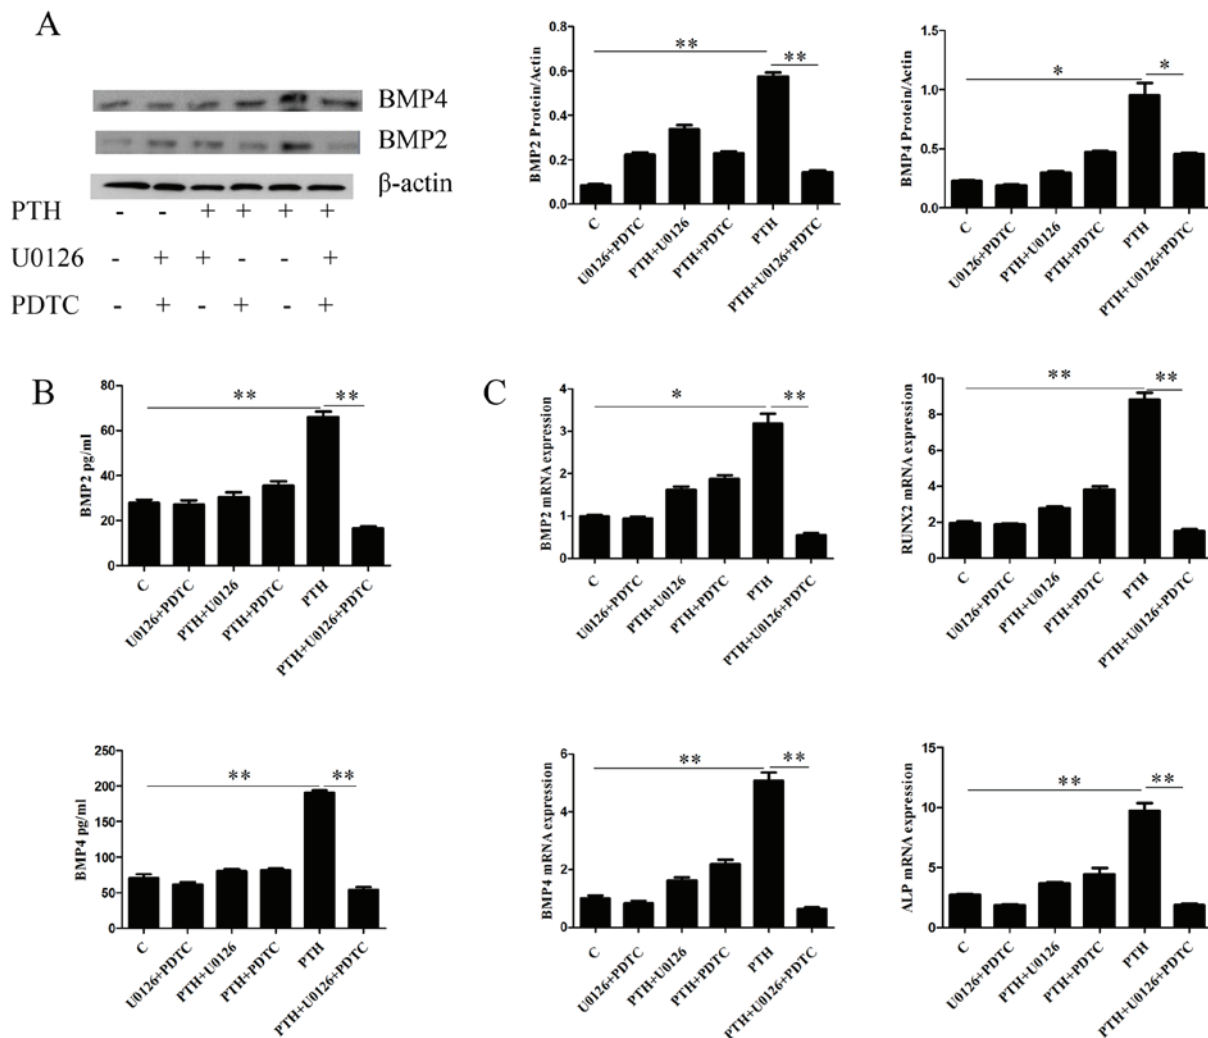 A
BMP4
BMP2
β-actin
PTH - - + + + +
U0126 - + + - - +
PDTC - + - + - +
BMP2 Protein/Actin
0.8
0.6
0.4
0.2
0.0
** **
C
U0126+PDTC
PTH+U0126
PTH+PDTC
PTH
PTH+U0126+PDTC
BMP4 Protein/Actin
1.5
1.0
0.5
0.0
* *
C
U0126+PDTC
PTH+U0126
PTH+PDTC
PTH
PTH+U0126+PDTC
B
BMP2 pg/ml
80
60
40
20
0
** **
C
U0126+PDTC
PTH+U0126
PTH+PDTC
PTH
PTH+U0126+PDTC
C
BMP2 mRNA expression
4
3
2
1
0
* **
C
U0126+PDTC
PTH+U0126
PTH+PDTC
PTH
PTH+U0126+PDTC
RUNX2 mRNA expression
10
8
6
4
2
0
** **
C
U0126+PDTC
PTH+U0126
PTH+PDTC
PTH
PTH+U0126+PDTC
BMP4 pg/ml
250
200
150
100
50
0
** **
C
U0126+PDTC
PTH+U0126
PTH+PDTC
PTH
PTH+U0126+PDTC
BMP4 mRNA expression
6
4
2
0
** **
C
U0126+PDTC
PTH+U0126
PTH+PDTC
PTH
PTH+U0126+PDTC
ALP mRNA expression
15
10
5
0
** **
C
U0126+PDTC
PTH+U0126
PTH+PDTC
PTH
PTH+U0126+PDTC